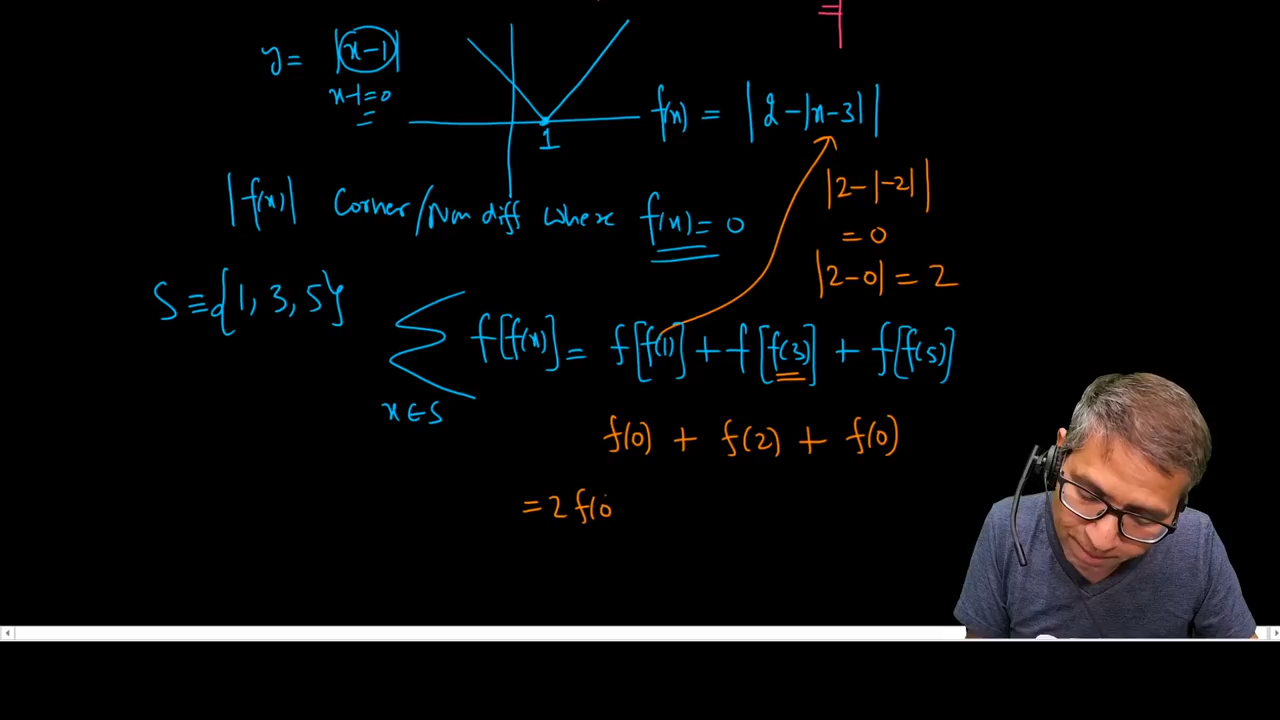 y = |x-1|
x-1=0
1
f(x) = |2-|x-3||
|2-|-2||
= 0
|2-0| = 2
|f(x)| Corner/Non diff where f(x) = 0
S ≡ {1, 3, 5}
∑ f[f(x)] = f[f(1)] + f[f(3)] + f[f(5)]
x ∈ S
f(0) + f(2) + f(0)
= 2 f(0